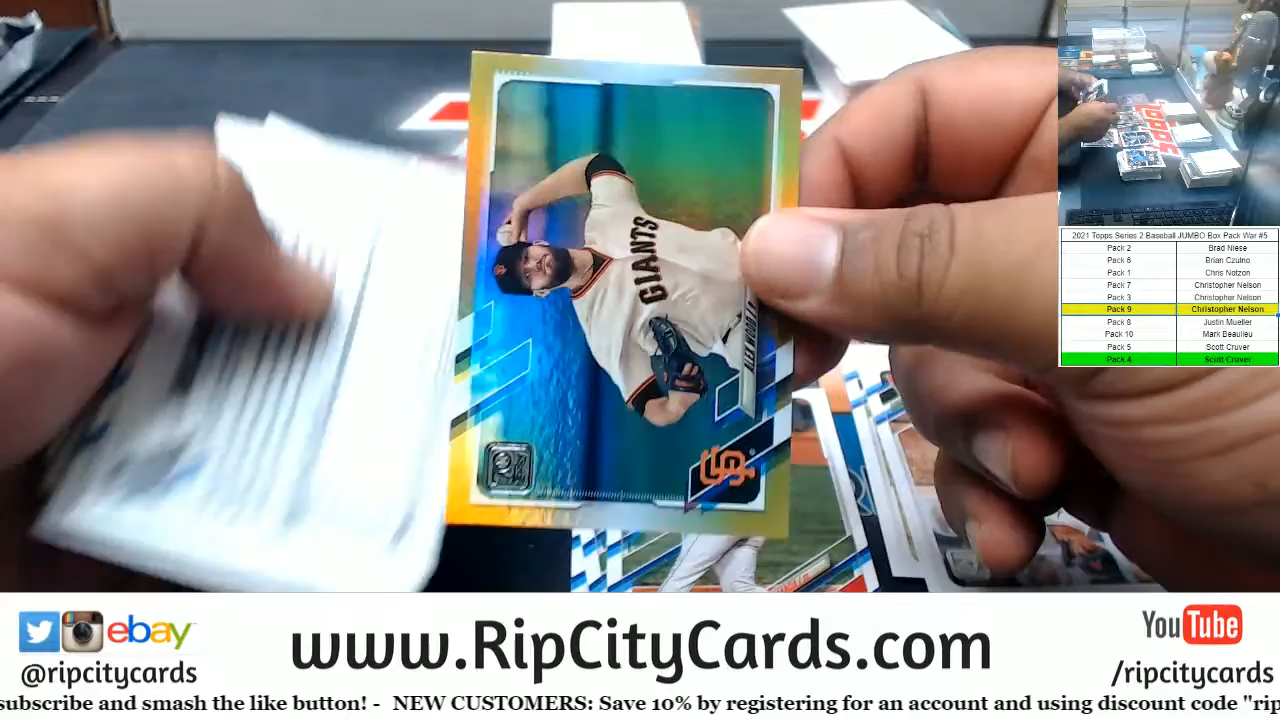 GIANTS
ALEX WOOD
70
TOPPS
2021 Topps Series 2 Baseball JUMBO Box Pack War #5
Pack 2 Brad Niese
Pack 6 Brian Czulno
Pack 1 Chris Notzon
Pack 7 Christopher Nelson
Pack 3 Christopher Nelson
Pack 9 Christopher Nelson
Pack 8 Justin Mueller
Pack 10 Mark Beaulieu
Pack 5 Scott Cruver
Pack 4 Scott Cruver
ebay
@ripcitycards
www.RipCityCards.com
YouTube
/ripcitycards
subscribe and smash the like button! - NEW CUSTOMERS: Save 10% by registering for an account and using discount code "rip